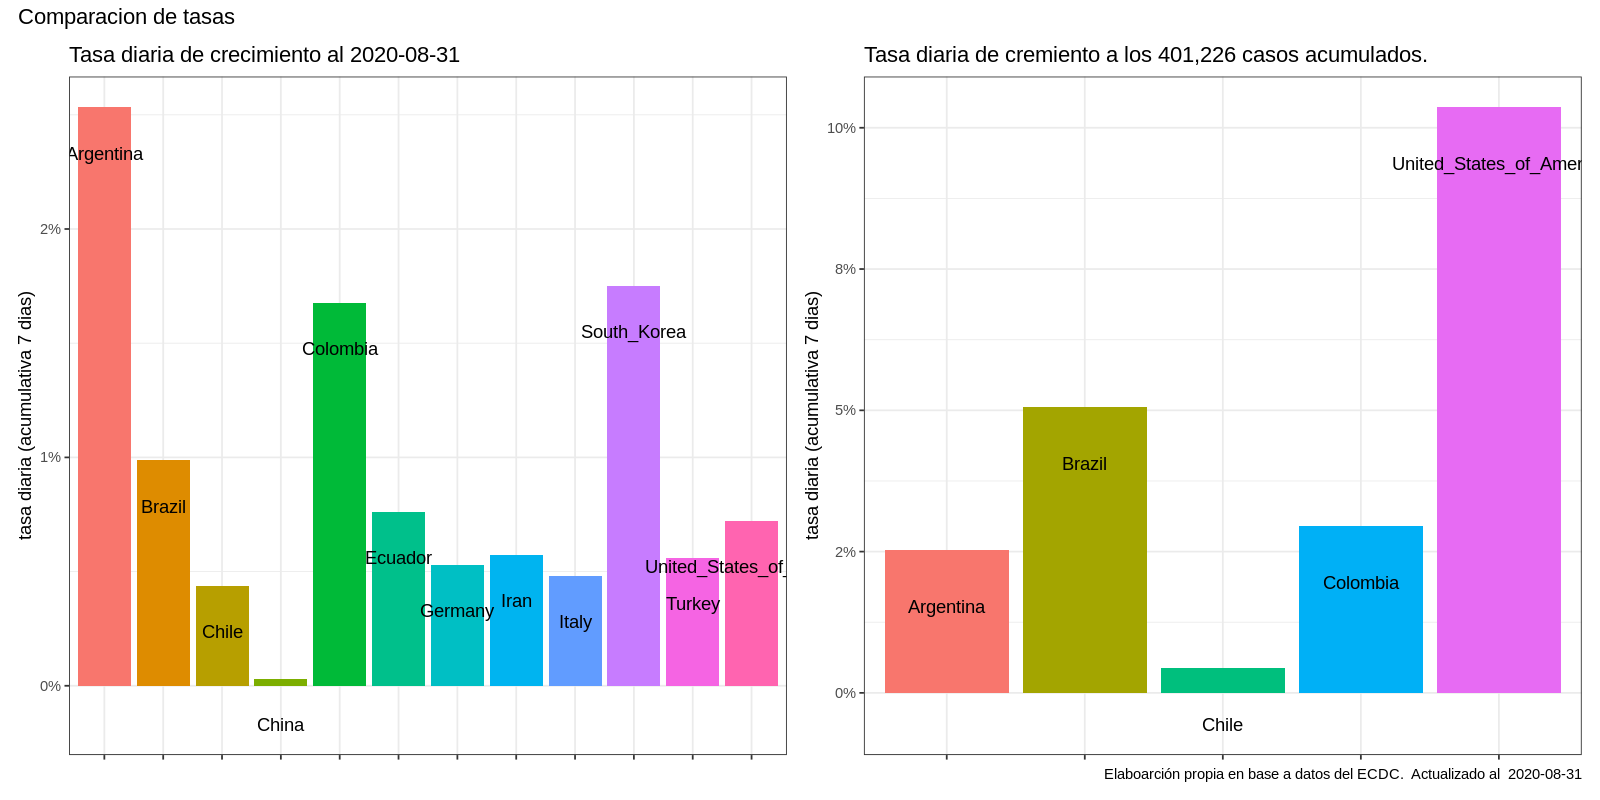 Comparacion de tasas
Tasa diaria de crecimiento al 2020-08-31
tasa diaria (acumulativa 7 dias)
2%
1%
0%
Argentina
Brazil
Chile
China
Colombia
Ecuador
Germany
Iran
Italy
South_Korea
Turkey
United_States_of_
Tasa diaria de cremiento a los 401,226 casos acumulados.
tasa diaria (acumulativa 7 dias)
10%
8%
5%
2%
0%
Argentina
Brazil
Chile
Colombia
United_States_of_Amer
Elaboarción propia en base a datos del ECDC.  Actualizado al  2020-08-31